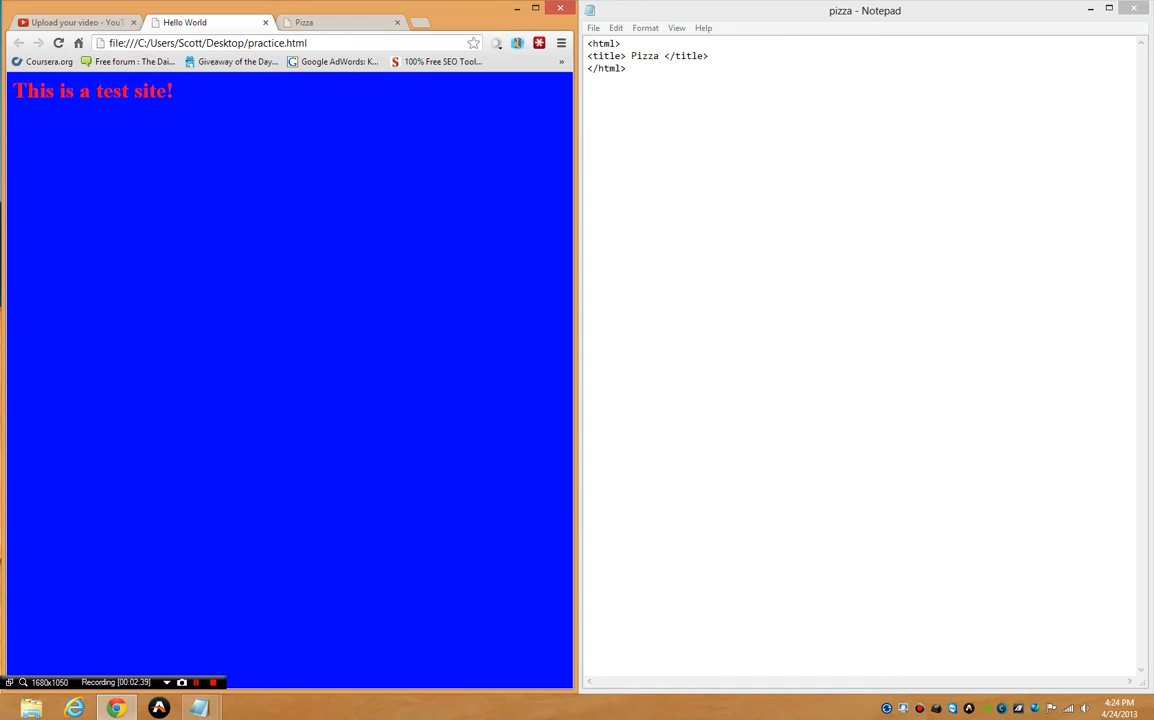 Upload your video - YouT
Hello World
Pizza
file:///C:/Users/Scott/Desktop/practice.html
Coursera.org
Free forum : The Dai...
Giveaway of the Day...
Google AdWords: K...
100% Free SEO Tool...
»
This is a test site!
pizza - Notepad
File Edit Format View Help
<html>
<title> Pizza </title>
</html>
1680x1050
Recording [00:02:39]
4:24 PM
4/24/2013